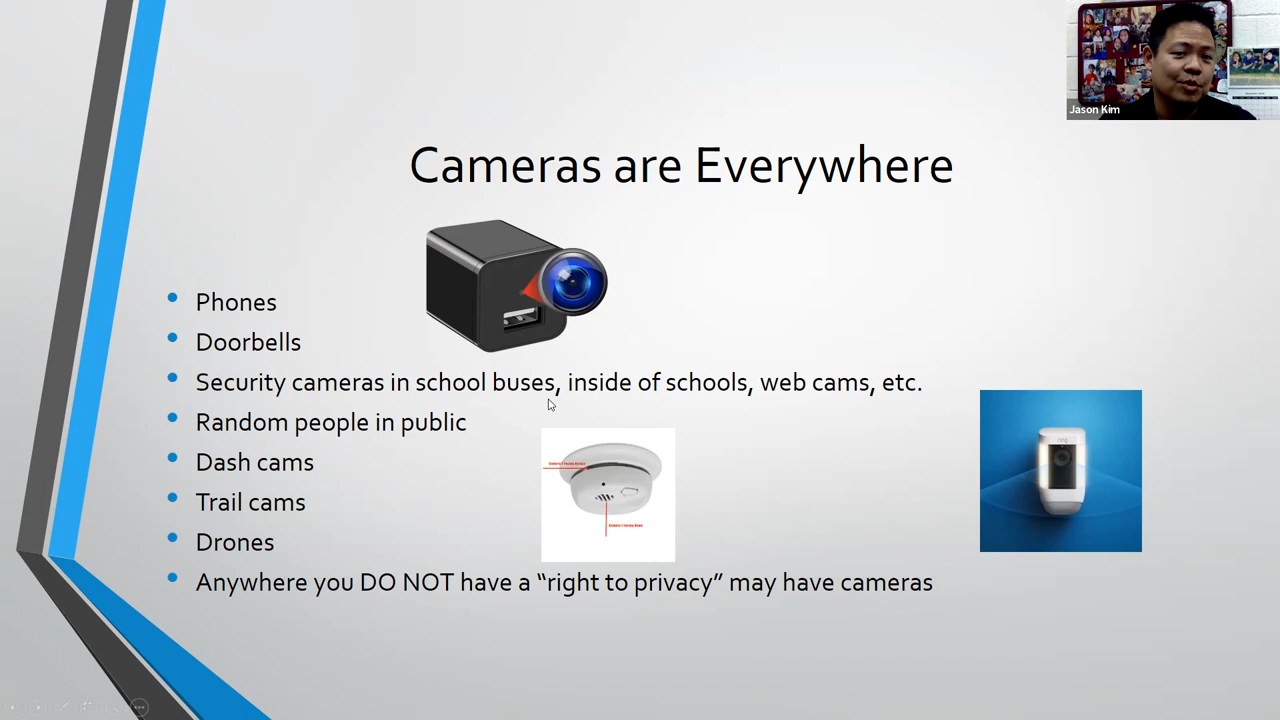 Jason Kim
Cameras are Everywhere
Phones
Doorbells
Security cameras in school buses, inside of schools, web cams, etc.
Random people in public
Dash cams
Trail cams
Drones
Anywhere you DO NOT have a “right to privacy” may have cameras
ring